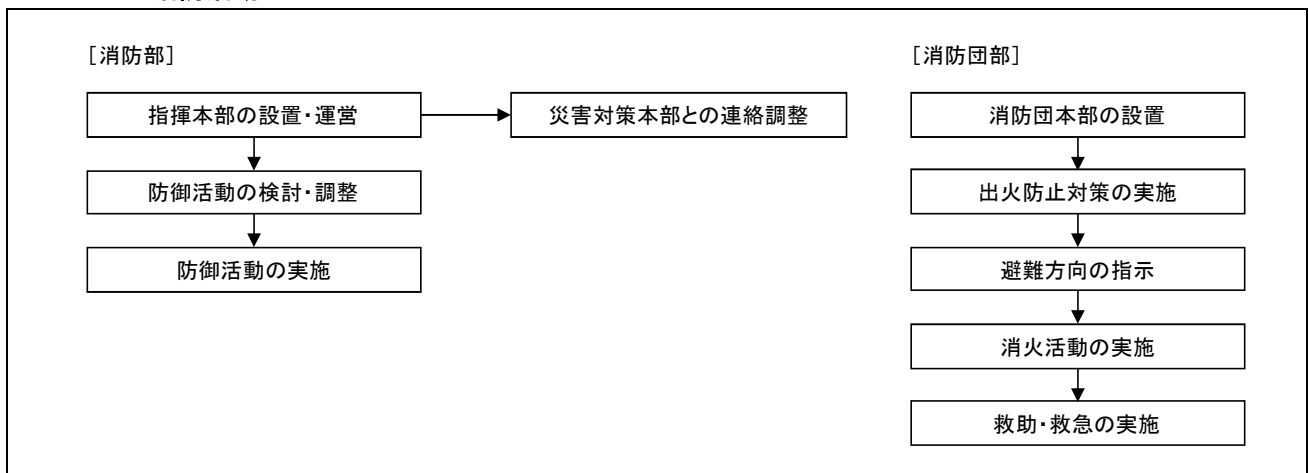 ［消防部］
指揮本部の設置・運営
災害対策本部との連絡調整
防御活動の検討・調整
防御活動の実施
［消防団部］
消防団本部の設置
出火防止対策の実施
避難方向の指示
消火活動の実施
救助・救急の実施